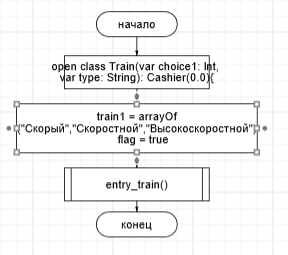 начало
open class Train(var choice1: Int,
var type: String): Cashier(0.0){
train1 = arrayOf
("Скорый","Скоростной","Высокоскоростной")
flag = true
entry_train()
конец